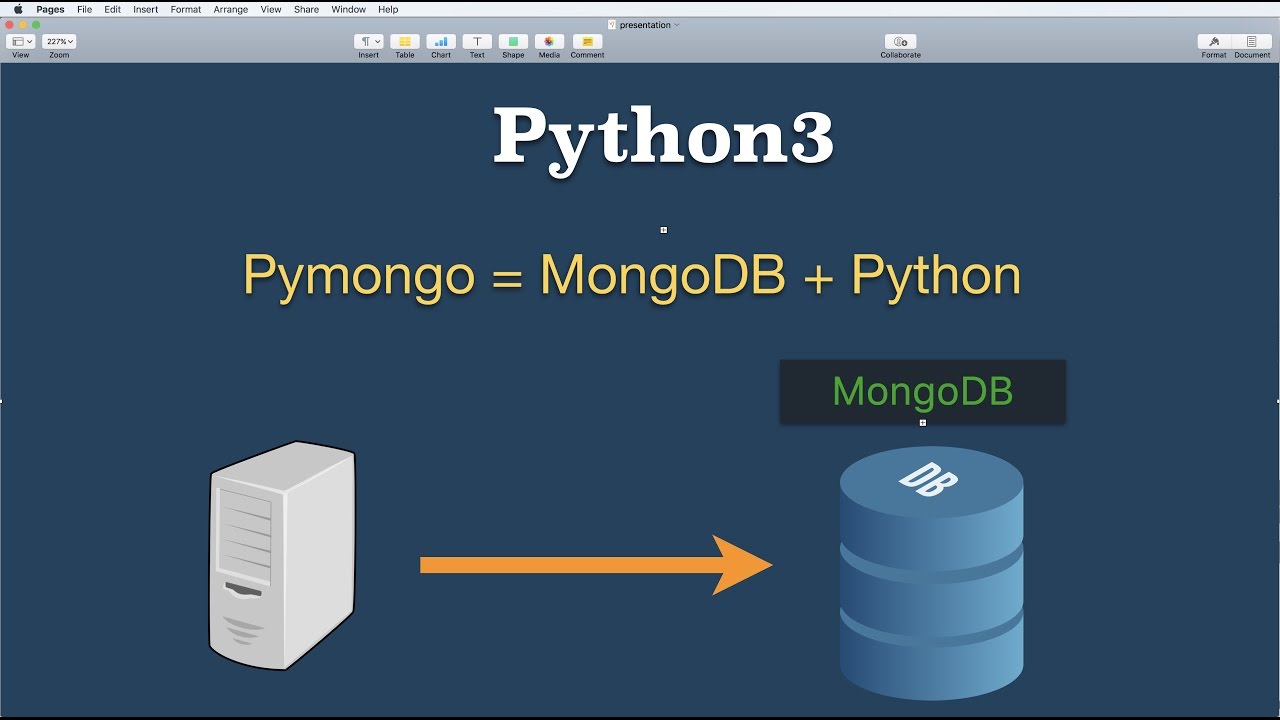 Pages File Edit Insert Format Arrange View Share Window Help
presentation
227%
View Zoom Insert Table Chart Text Shape Media Comment Collaborate Format Document
Python3
Pymongo = MongoDB + Python
MongoDB
DB